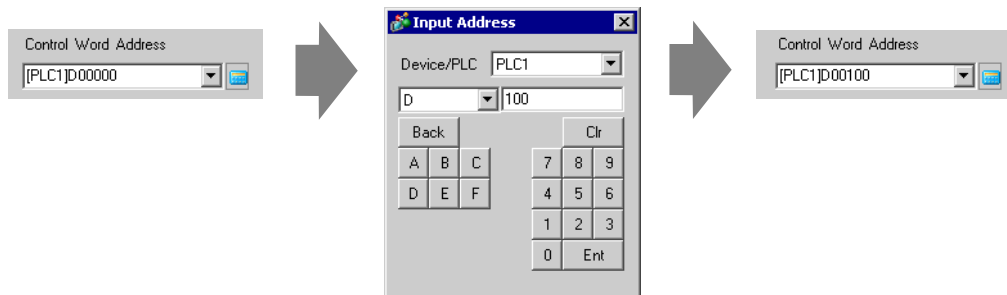 Control Word Address
[PLC1]D00000
Input Address
Device/PLC PLC1
D 100
Back Clr
A B C 7 8 9
D E F 4 5 6
1 2 3
0 Ent
Control Word Address
[PLC1]D00100